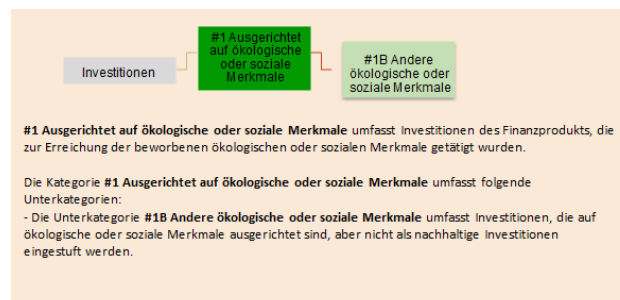 Investitionen
#1 Ausgerichtet
auf ökologische
oder soziale
Merkmale
#1B Andere
ökologische oder
soziale Merkmale
#1 Ausgerichtet auf ökologische oder soziale Merkmale umfasst Investitionen des Finanzprodukts, die
zur Erreichung der beworbenen ökologischen oder sozialen Merkmale getätigt wurden.
Die Kategorie #1 Ausgerichtet auf ökologische oder soziale Merkmale umfasst folgende
Unterkategorien:
- Die Unterkategorie #1B Andere ökologische oder soziale Merkmale umfasst Investitionen, die auf
ökologische oder soziale Merkmale ausgerichtet sind, aber nicht als nachhaltige Investitionen
eingestuft werden.